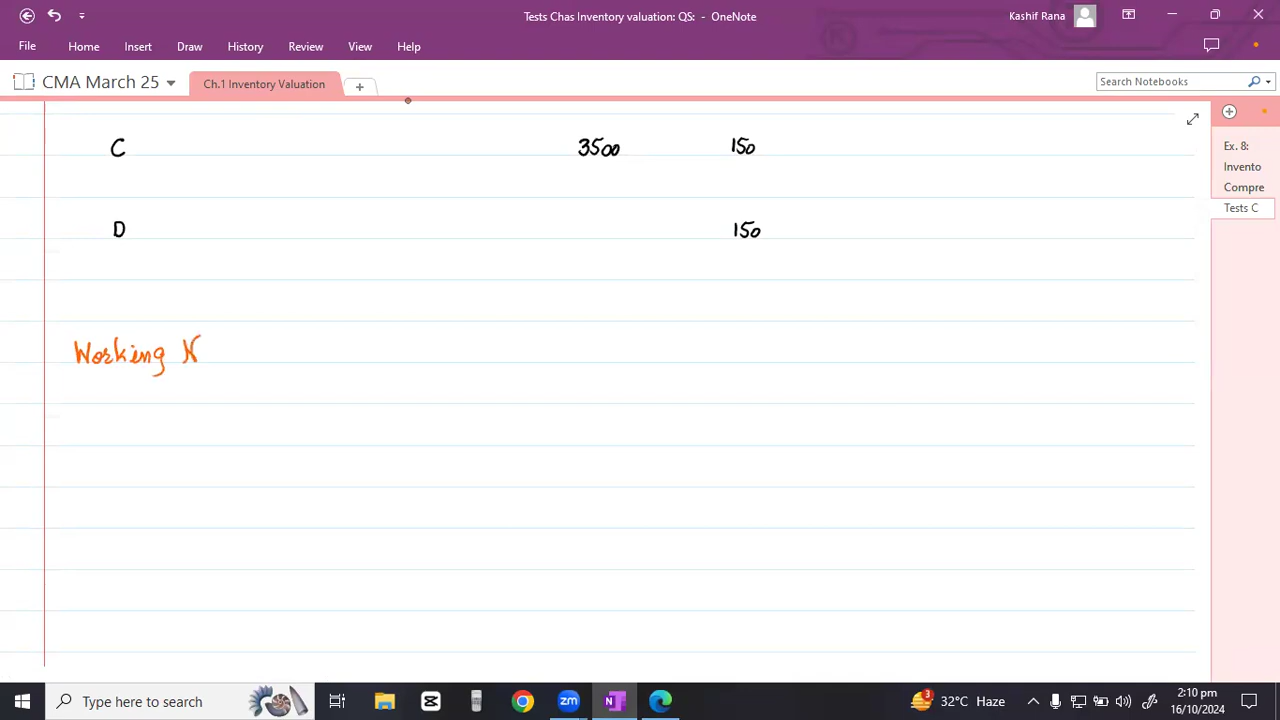 Tests Chas Inventory valuation: QS: - OneNote
Kashif Rana
File Home Insert Draw History Review View Help
CMA March 25
Ch.1 Inventory Valuation
+
Search Notebooks
C 3500 150
D 150
Working N
Ex. 8:
Invento
Compre
Tests C
Type here to search
3
32°C Haze
2:10 pm
16/10/2024